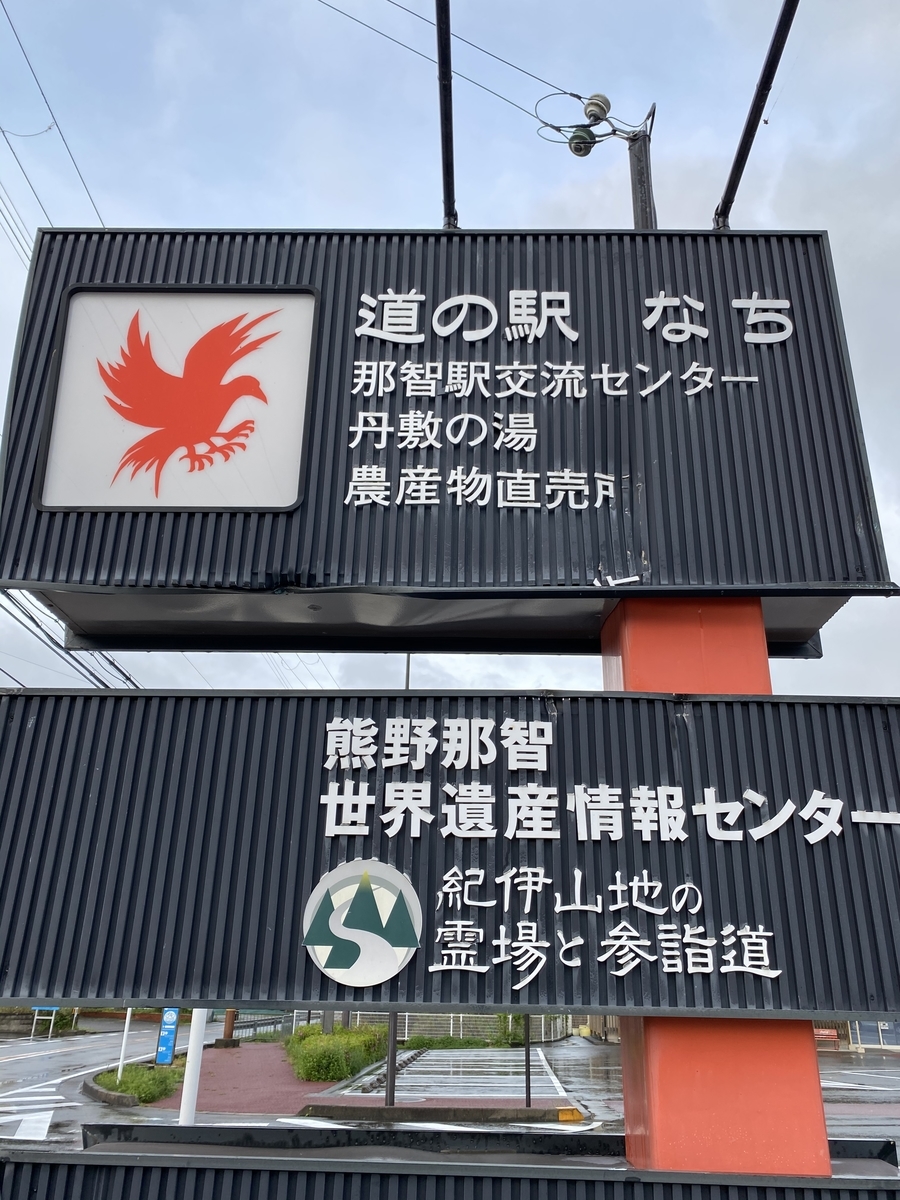 道の駅 なち
那智駅交流センター
丹敷の湯
農産物直売
熊野那智
世界遺産情報センター
紀伊山地の
霊場と参詣道